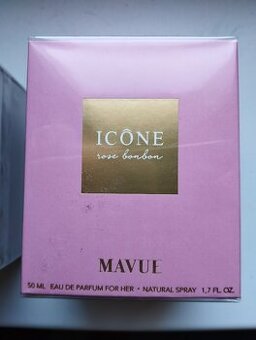 ICÔNE
rose bonbon
MAVUE
50 ML EAU DE PARFUM FOR HER • NATURAL SPRAY 1,7 FL. OZ.